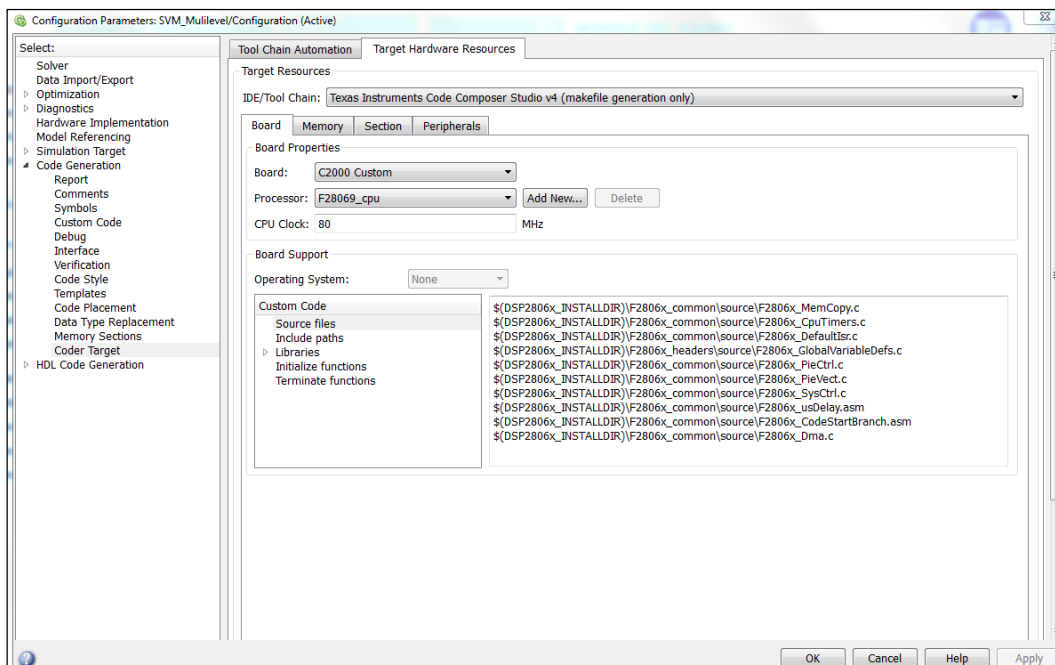 Configuration Parameters: SVM_Mulilevel/Configuration (Active)
Select:
Solver
Data Import/Export
Optimization
Diagnostics
Hardware Implementation
Model Referencing
Simulation Target
Code Generation
Report
Comments
Symbols
Custom Code
Debug
Interface
Verification
Code Style
Templates
Code Placement
Data Type Replacement
Memory Sections
Coder Target
HDL Code Generation
Tool Chain Automation
Target Hardware Resources
Target Resources
IDE/Tool Chain: Texas Instruments Code Composer Studio v4 (makefile generation only)
Board Memory Section Peripherals
Board Properties
Board: C2000 Custom
Processor: F28069_cpu Add New... Delete
CPU Clock: 80 MHz
Board Support
Operating System: None
Custom Code
Source files
Include paths
Libraries
Initialize functions
Terminate functions
$(DSP2806x_INSTALLDIR)\F2806x_common\source\F2806x_MemCopy.c
$(DSP2806x_INSTALLDIR)\F2806x_common\source\F2806x_CpuTimers.c
$(DSP2806x_INSTALLDIR)\F2806x_common\source\F2806x_DefaultIsr.c
$(DSP2806x_INSTALLDIR)\F2806x_headers\source\F2806x_GlobalVariableDefs.c
$(DSP2806x_INSTALLDIR)\F2806x_common\source\F2806x_PieCtrl.c
$(DSP2806x_INSTALLDIR)\F2806x_common\source\F2806x_PieVect.c
$(DSP2806x_INSTALLDIR)\F2806x_common\source\F2806x_SysCtrl.c
$(DSP2806x_INSTALLDIR)\F2806x_common\source\F2806x_usDelay.asm
$(DSP2806x_INSTALLDIR)\F2806x_common\source\F2806x_CodeStartBranch.asm
$(DSP2806x_INSTALLDIR)\F2806x_common\source\F2806x_Dma.c
OK Cancel Help Apply